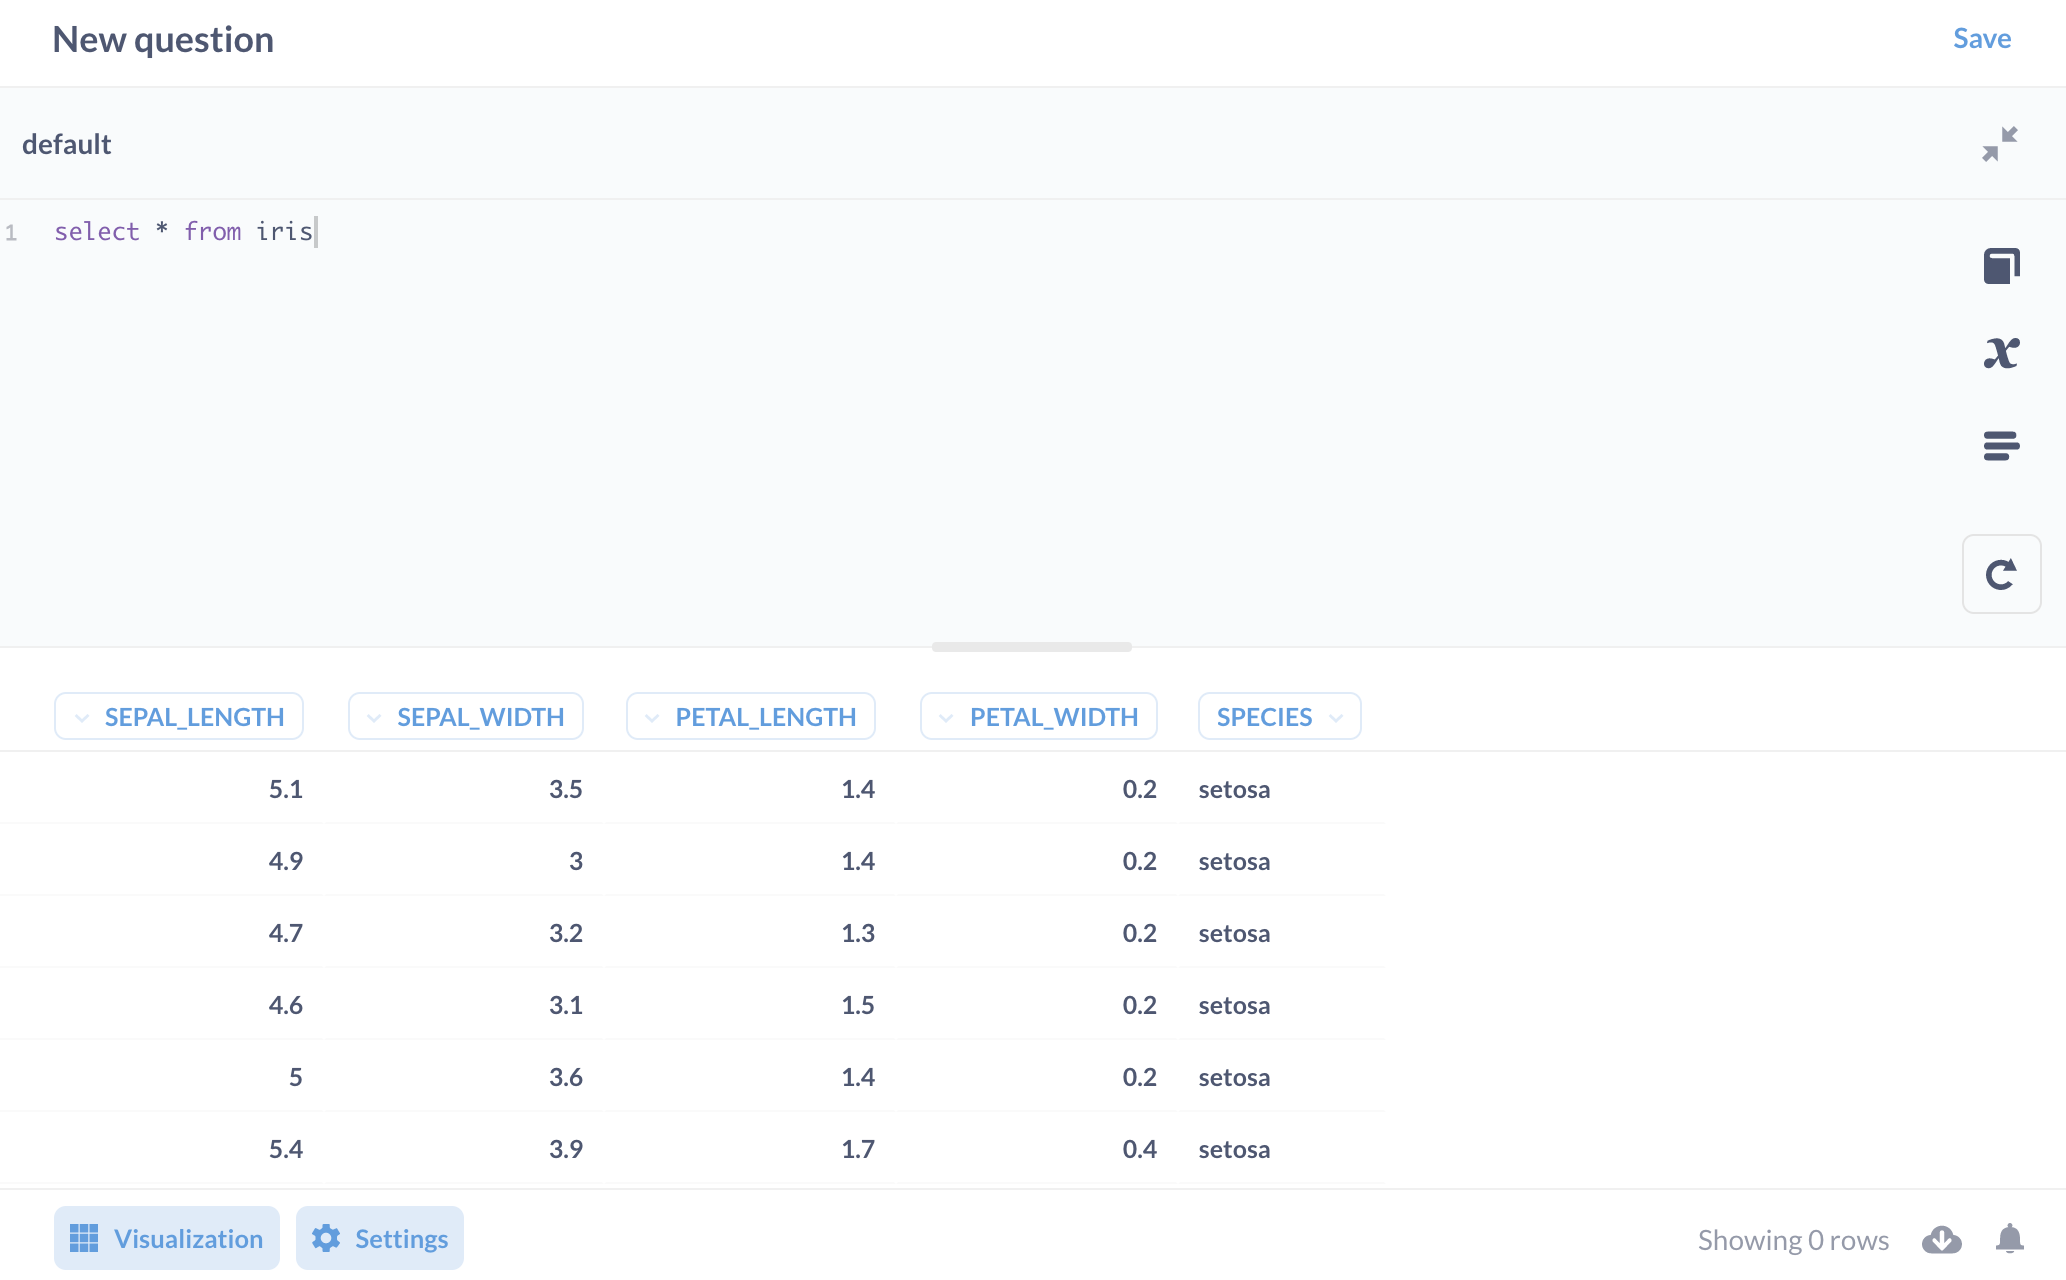 New question
Save
default
1 select * from iris
x
SEPAL_LENGTH SEPAL_WIDTH PETAL_LENGTH PETAL_WIDTH SPECIES
5.1 3.5 1.4 0.2 setosa
4.9 3 1.4 0.2 setosa
4.7 3.2 1.3 0.2 setosa
4.6 3.1 1.5 0.2 setosa
5 3.6 1.4 0.2 setosa
5.4 3.9 1.7 0.4 setosa
Visualization Settings Showing 0 rows